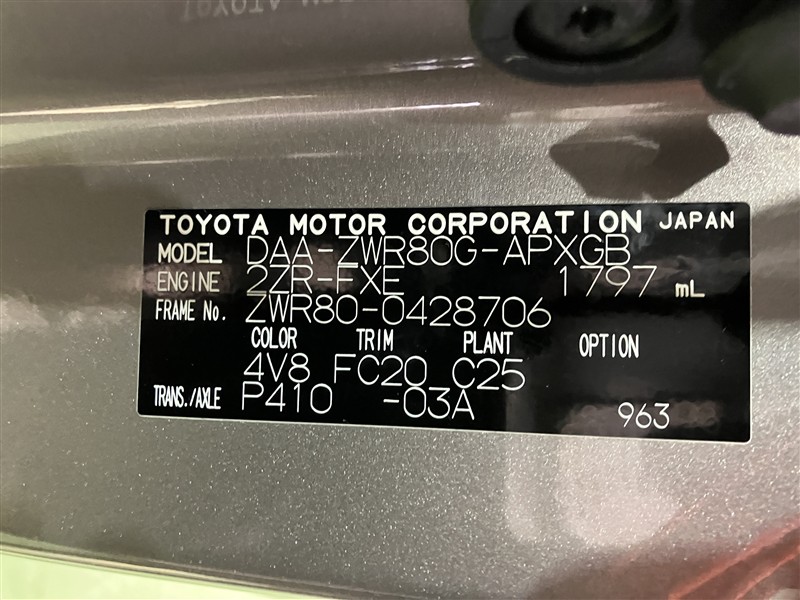 TOYOTA MOTOR CORPORATION JAPAN
MODEL DAA-ZWR80G-APXGB
ENGINE 2ZR-FXE 1797 mL
FRAME No. ZWR80-0428706
COLOR TRIM PLANT OPTION
4V8 FC20 C25
TRANS./AXLE P410 -03A 963